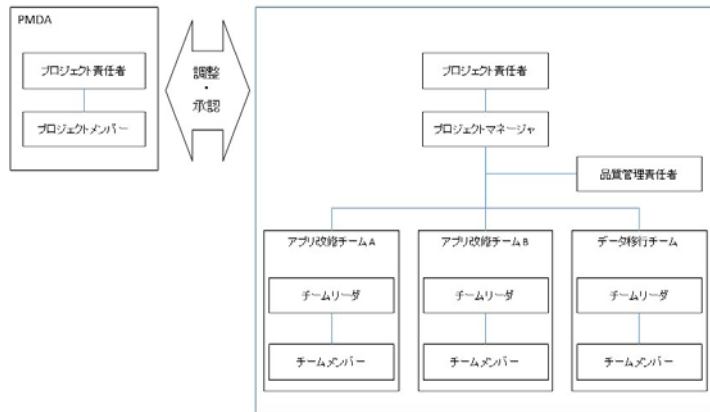 PMDA
プロジェクト責任者
プロジェクトメンバー
調整
・
承認
プロジェクト責任者
プロジェクトマネージャ
品質管理責任者
アプリ改修チームA
チームリーダ
チームメンバー
アプリ改修チームB
チームリーダ
チームメンバー
データ移行チーム
チームリーダ
チームメンバー